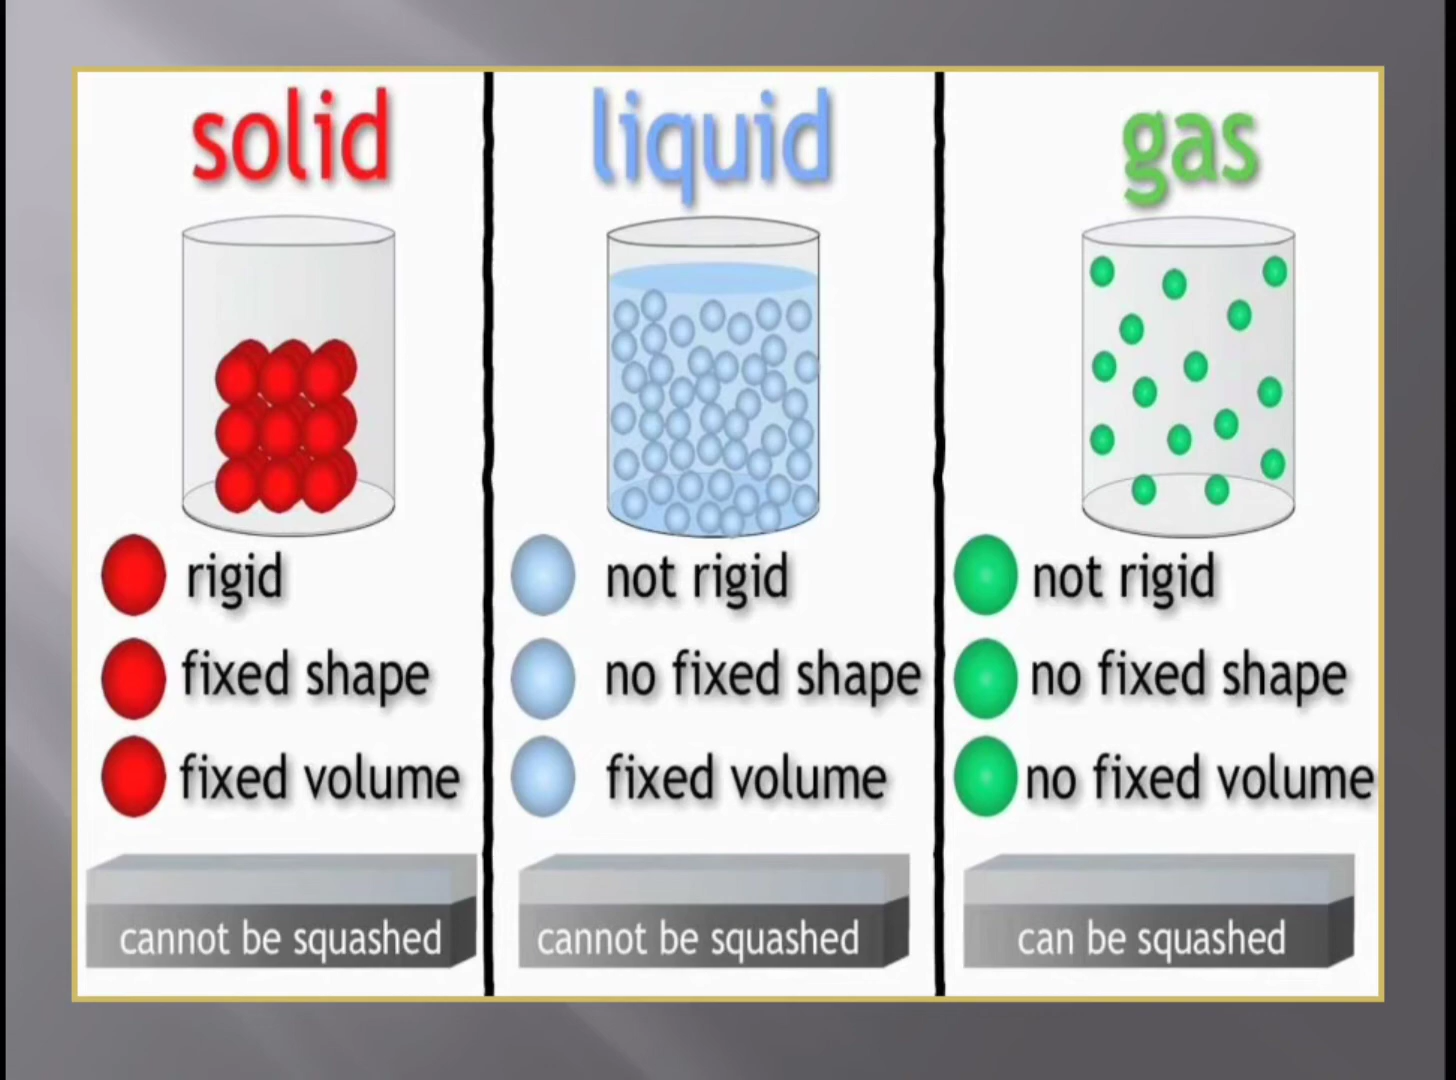 solid
rigid
fixed shape
fixed volume
cannot be squashed
liquid
not rigid
no fixed shape
fixed volume
cannot be squashed
gas
not rigid
no fixed shape
no fixed volume
can be squashed